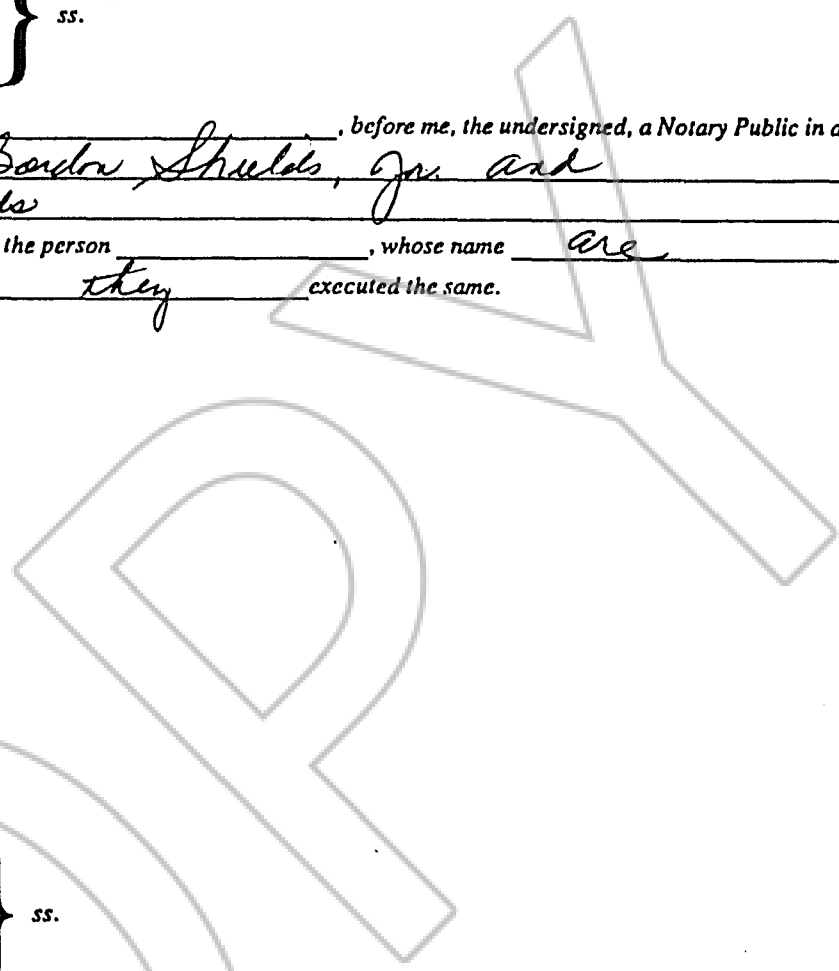 ss.
, before me, the undersigned, a Notary Public in a
Gordon Shields, Jr. and
ds
the person , whose name are
they executed the same.
COPY
ss.